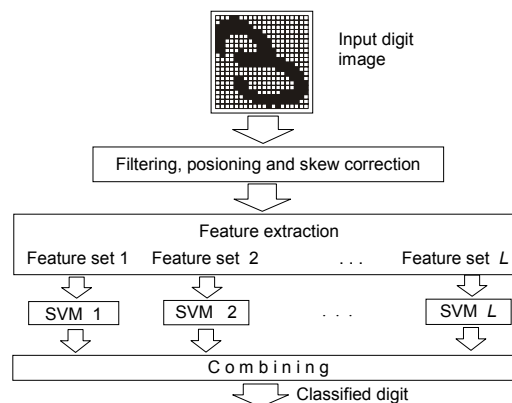 Input digit
image
Filtering, posioning and skew correction
Feature extraction
Feature set 1 Feature set 2 . . . Feature set L
SVM 1 SVM 2 . . . SVM L
Combining
Classified digit